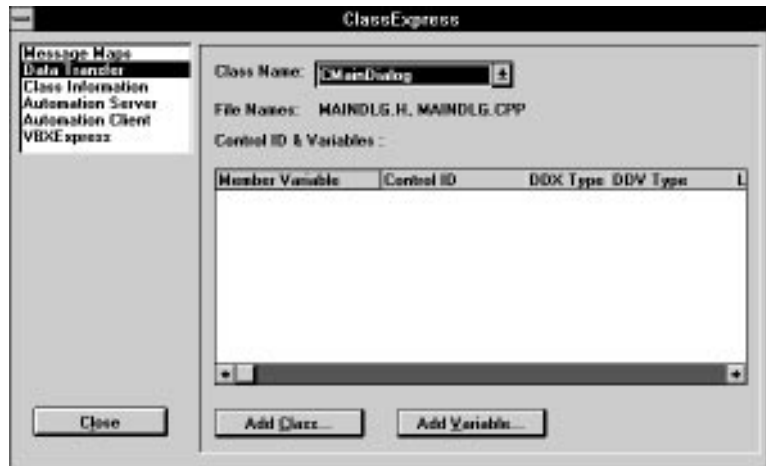 ClassExpress
Message Maps
Data Transfer
Class Information
Automation Server
Automation Client
VBXExpress
Class Name: CMainDialog
File Names: MAINDLG.H, MAINDLG.CPP
Control ID & Variables :
Member Variable Control ID DDX Type DDV Type L
Close Add Class... Add Variable...